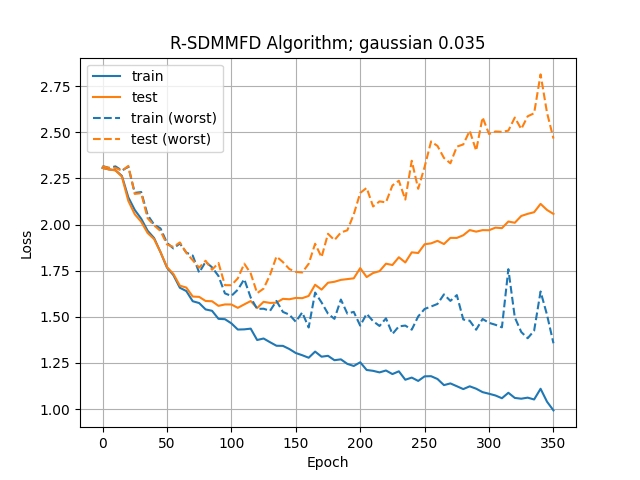 R-SDMMFD Algorithm; gaussian 0.035
train
test
train (worst)
test (worst)
Loss
2.75
2.50
2.25
2.00
1.75
1.50
1.25
1.00
0 50 100 150 200 250 300 350
Epoch